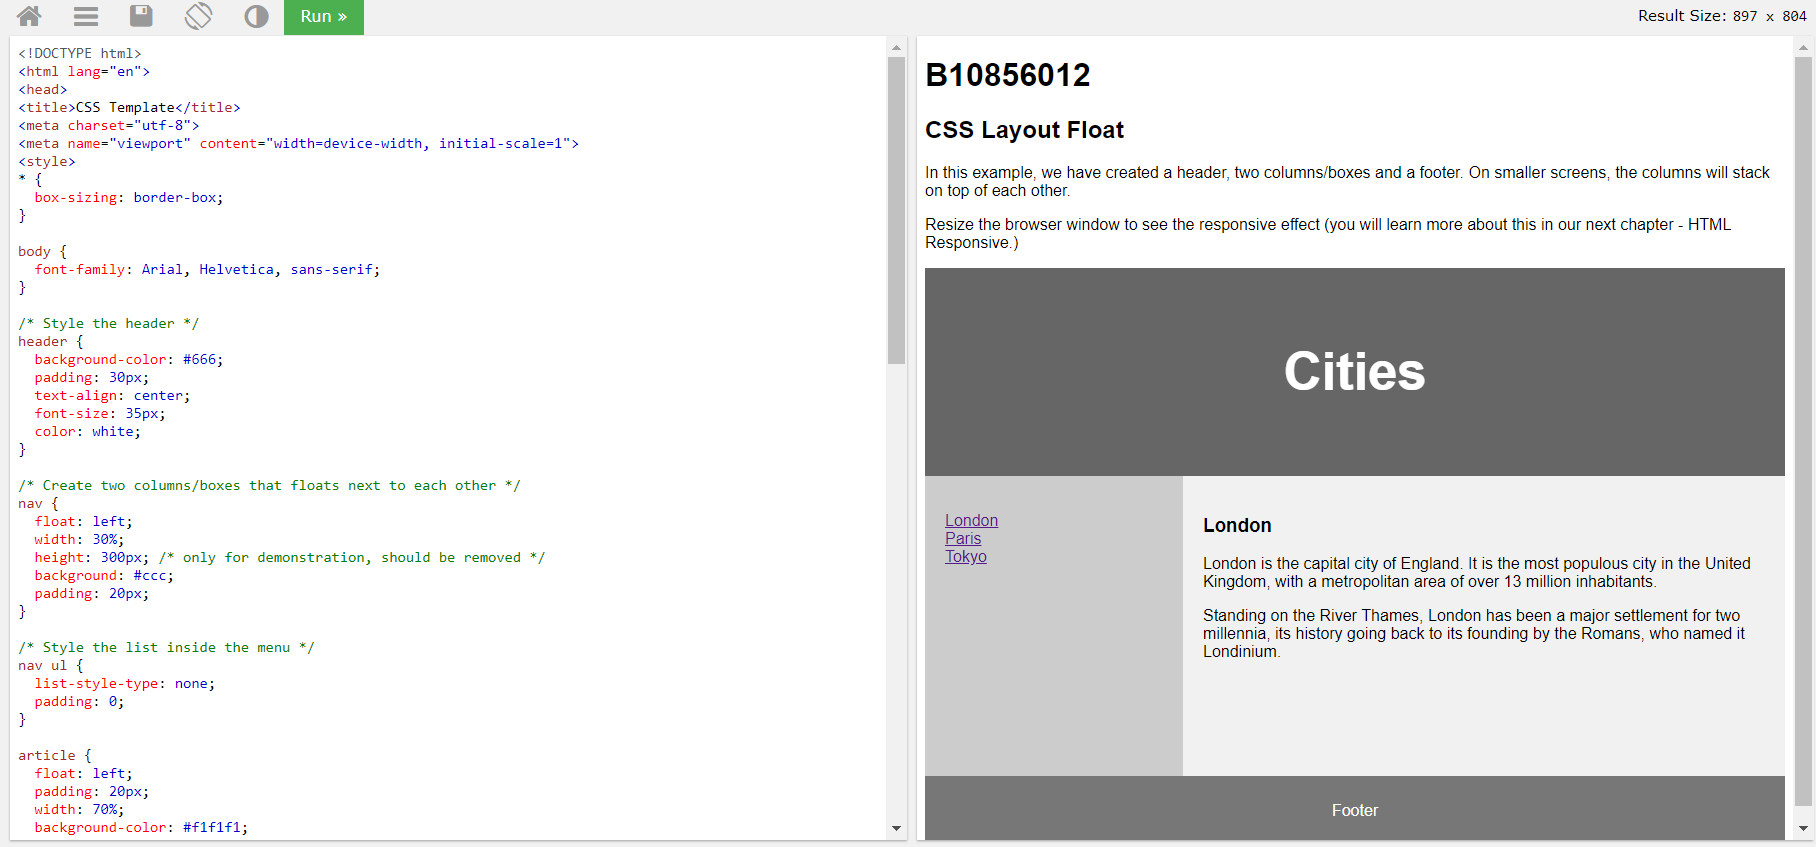 Run »
Result Size: 897 x 804
<!DOCTYPE html>
<html lang="en">
<head>
<title>CSS Template</title>
<meta charset="utf-8">
<meta name="viewport" content="width=device-width, initial-scale=1">
<style>
* {
  box-sizing: border-box;
}

body {
  font-family: Arial, Helvetica, sans-serif;
}

/* Style the header */
header {
  background-color: #666;
  padding: 30px;
  text-align: center;
  font-size: 35px;
  color: white;
}

/* Create two columns/boxes that floats next to each other */
nav {
  float: left;
  width: 30%;
  height: 300px; /* only for demonstration, should be removed */
  background: #ccc;
  padding: 20px;
}

/* Style the list inside the menu */
nav ul {
  list-style-type: none;
  padding: 0;
}

article {
  float: left;
  padding: 20px;
  width: 70%;
  background-color: #f1f1f1;
B10856012
CSS Layout Float
In this example, we have created a header, two columns/boxes and a footer. On smaller screens, the columns will stack
on top of each other.
Resize the browser window to see the responsive effect (you will learn more about this in our next chapter - HTML
Responsive.)
Cities
London
Paris
Tokyo
London
London is the capital city of England. It is the most populous city in the United
Kingdom, with a metropolitan area of over 13 million inhabitants.
Standing on the River Thames, London has been a major settlement for two
millennia, its history going back to its founding by the Romans, who named it
Londinium.
Footer